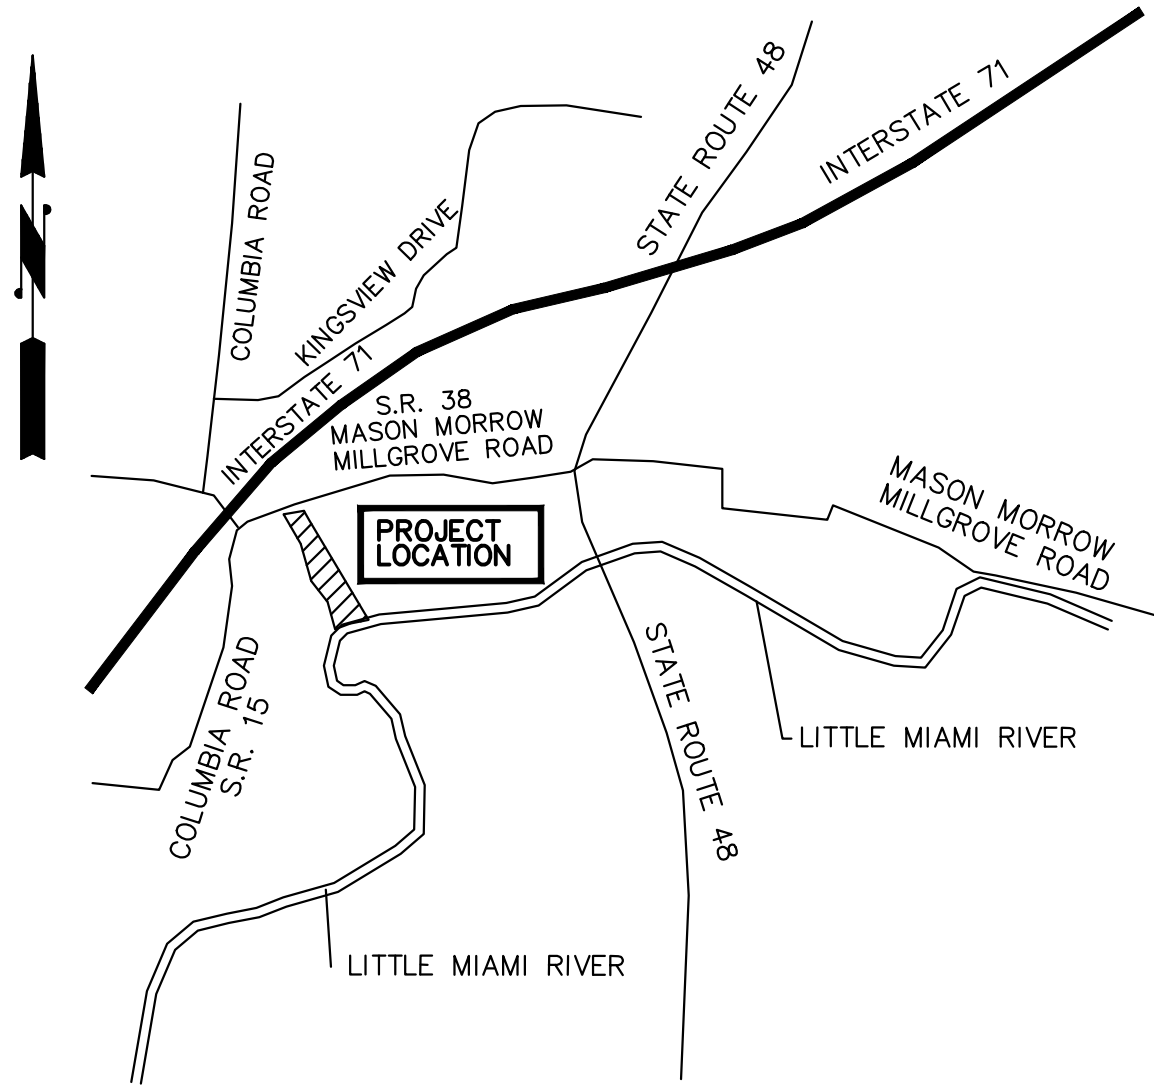 STATE ROUTE 48
INTERSTATE 71
COLUMBIA ROAD
KINGSVIEW DRIVE
INTERSTATE 71
S.R. 38
MASON MORROW
MILLGROVE ROAD
MASON MORROW
MILLGROVE ROAD
PROJECT
LOCATION
COLUMBIA ROAD
S.R. 15
STATE ROUTE 48
LITTLE MIAMI RIVER
LITTLE MIAMI RIVER
N